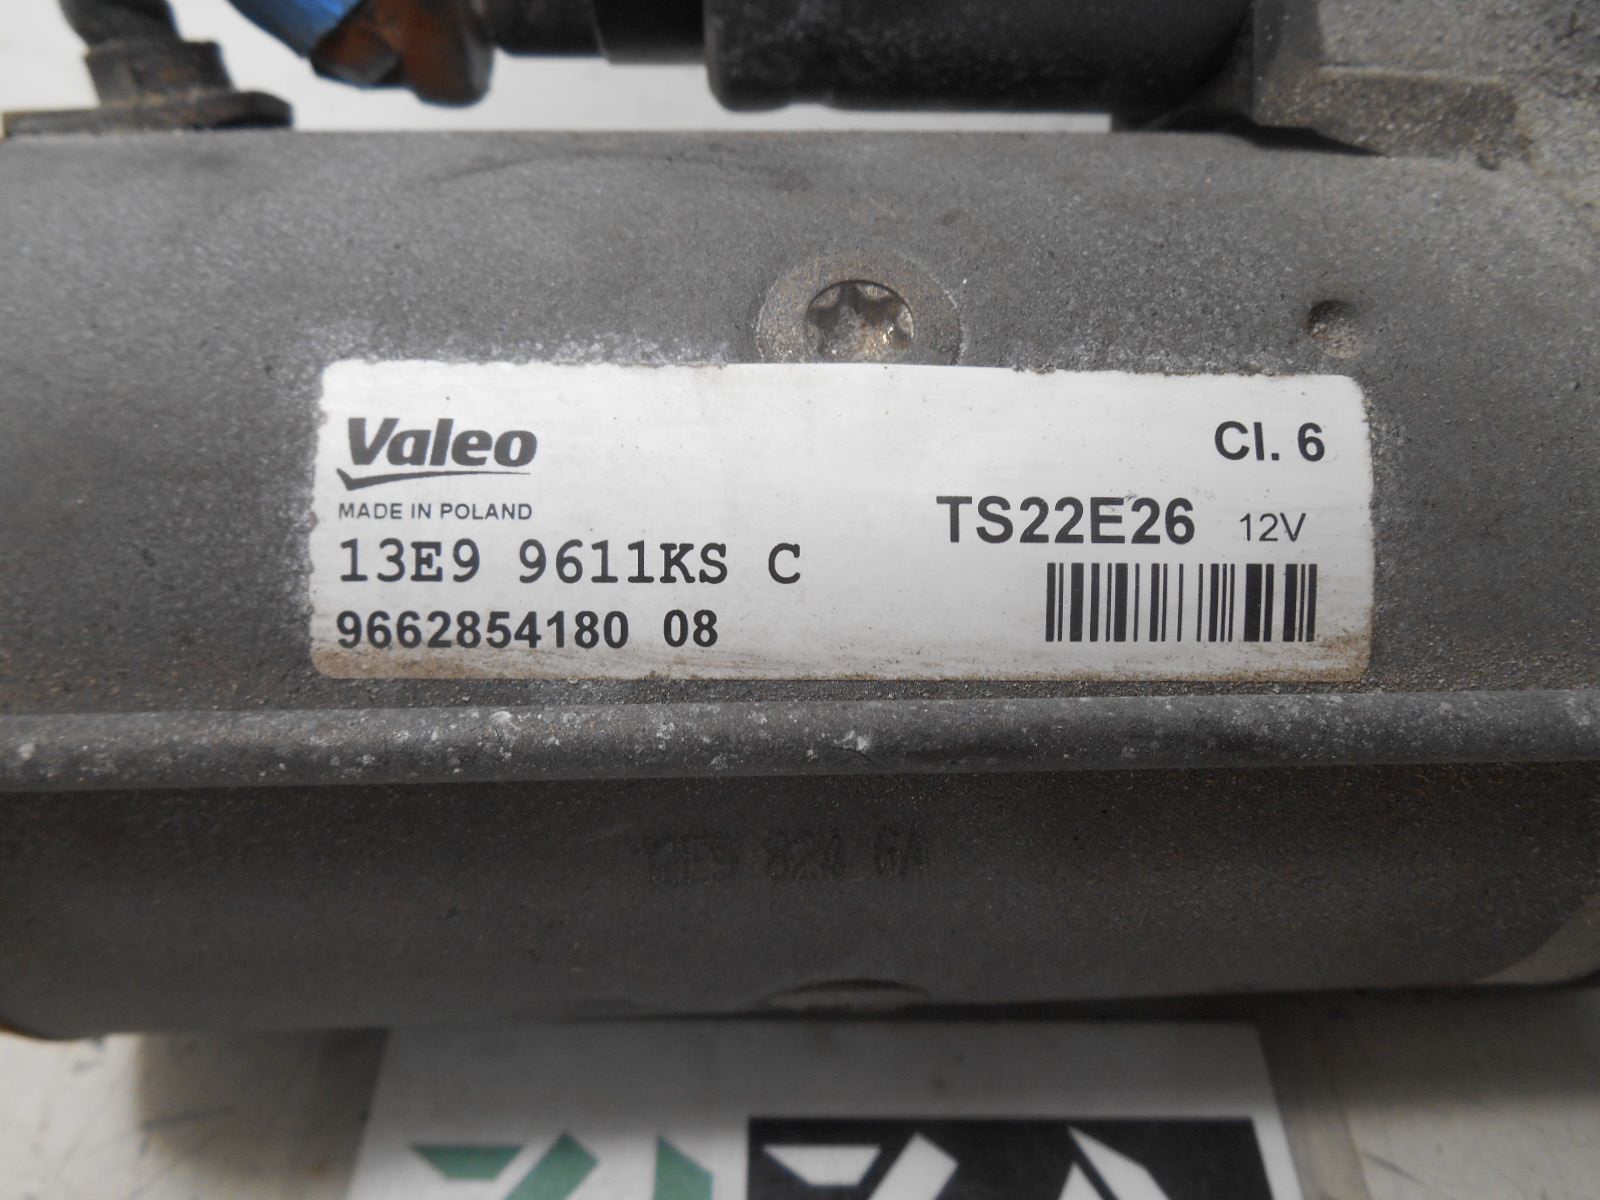 Valeo
MADE IN POLAND
13E9 9611KS C
9662854180 08
Cl. 6
TS22E26 12V